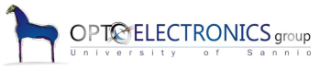 OPTOELECTRONICS group
University of Sannio